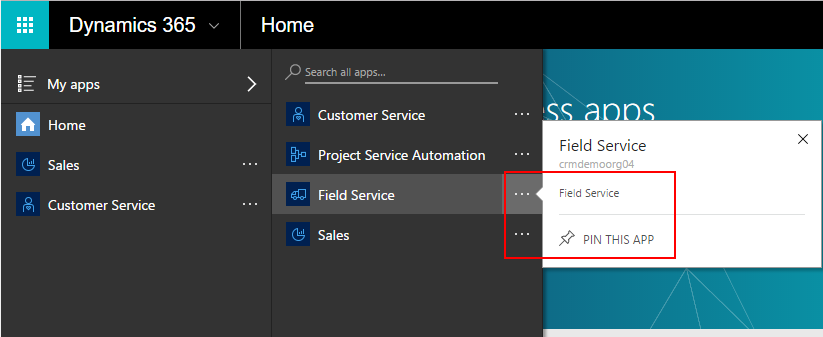 Dynamics 365
Home
My apps
Home
Sales
Customer Service
Search all apps...
Customer Service
Project Service Automation
Field Service
Sales
ess apps
Field Service
crmdemoorg04
Field Service
PIN THIS APP